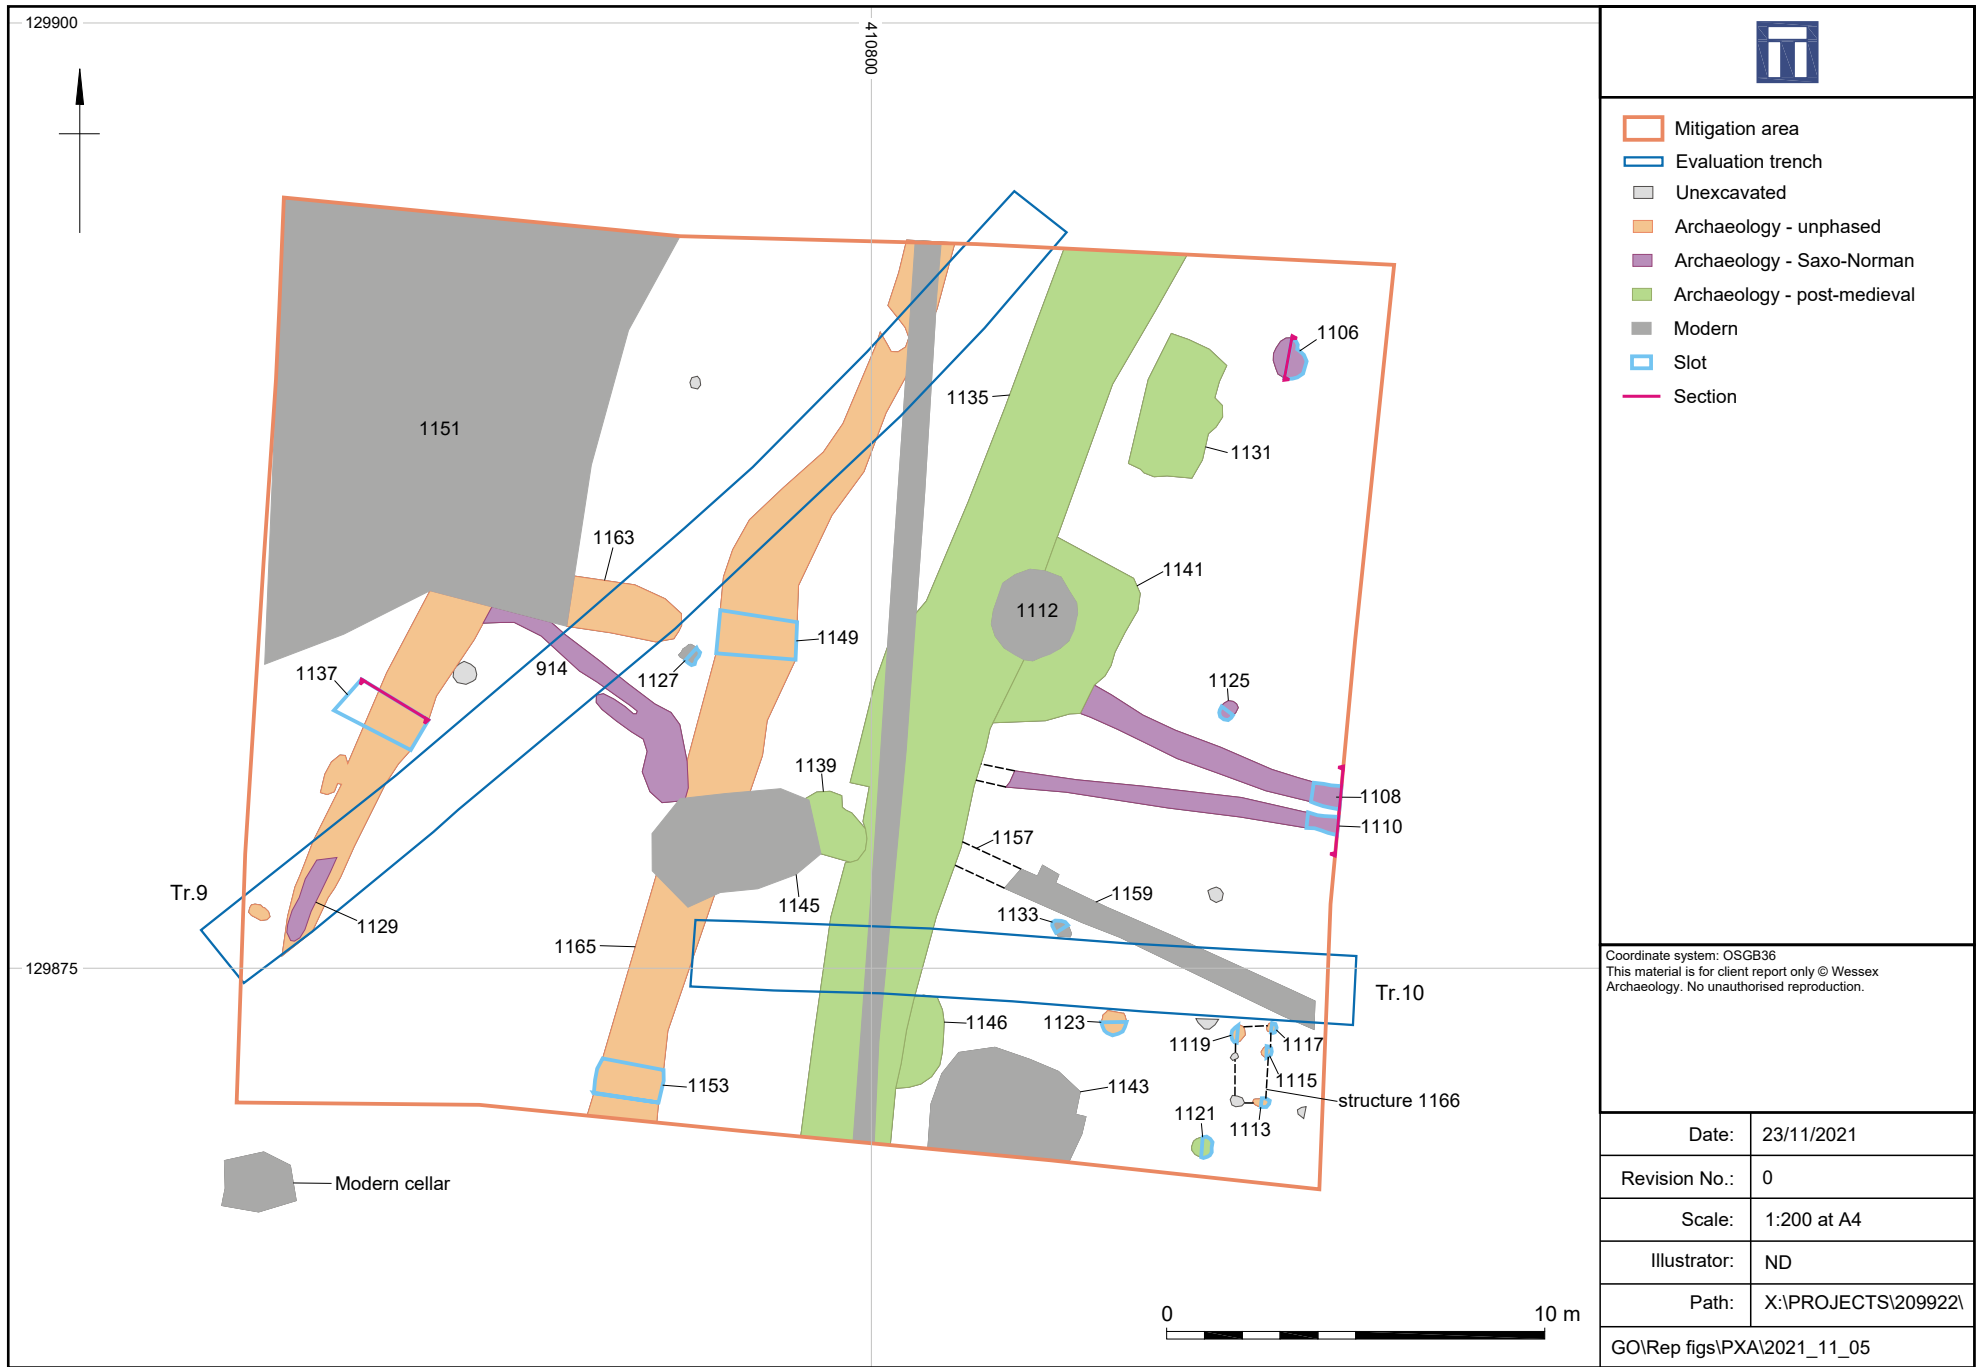 129900
410800
Mitigation area
Evaluation trench
Unexcavated
Archaeology - unphased
Archaeology - Saxo-Norman
Archaeology - post-medieval
Modern
Slot
Section
1106
1135
1131
1151
1163
1141
1112
1149
914
1127
1137
1125
1139
1108
1110
1157
1159
1133
Tr.9
1129
1145
1165
129875
Tr.10
1146
1123
1119
1117
1115
1153
1143
structure 1166
1121
1113
Modern cellar
0
10 m
Coordinate system: OSGB36
This material is for client report only © Wessex
Archaeology. No unauthorised reproduction.
Date: 23/11/2021
Revision No.: 0
Scale: 1:200 at A4
Illustrator: ND
Path: X:\PROJECTS\209922\
GO\Rep figs\PXA\2021_11_05